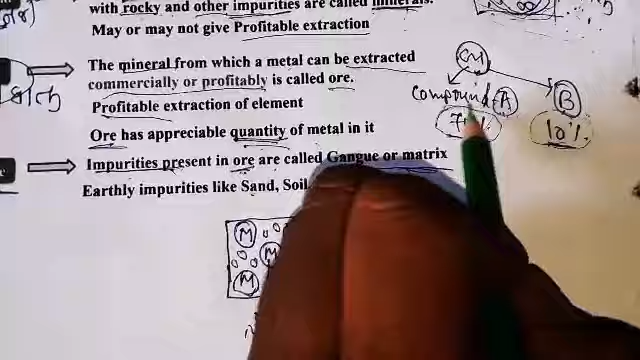 with rocky and other impurities are called minerals.
May or may not give Profitable extraction
The mineral from which a metal can be extracted
commercially or profitably is called ore.
Profitable extraction of element
Ore has appreciable quantity of metal in it
Impurities present in ore are called Gangue or matrix
Earthly impurities like Sand, Soil
M
Compound-A
B
10%
M
M
M